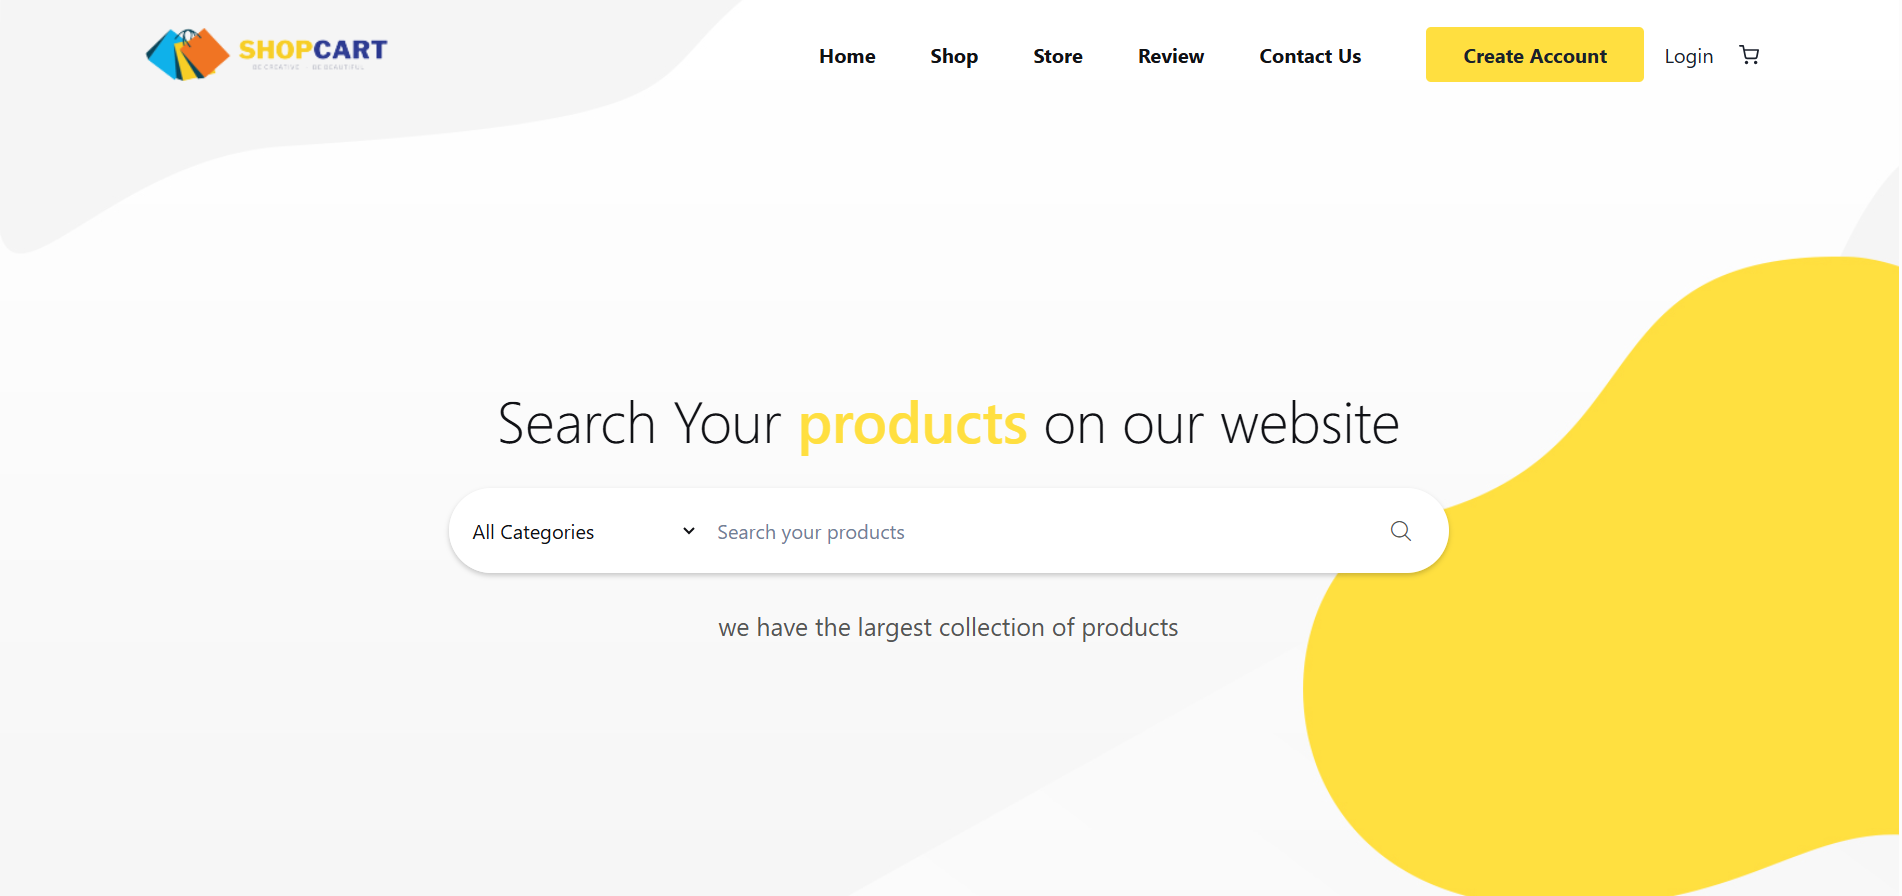 SHOPCART
BE CREATIVE BE BEAUTIFUL
Home Shop Store Review Contact Us Create Account Login
Search Your products on our website
All Categories Search your products
we have the largest collection of products